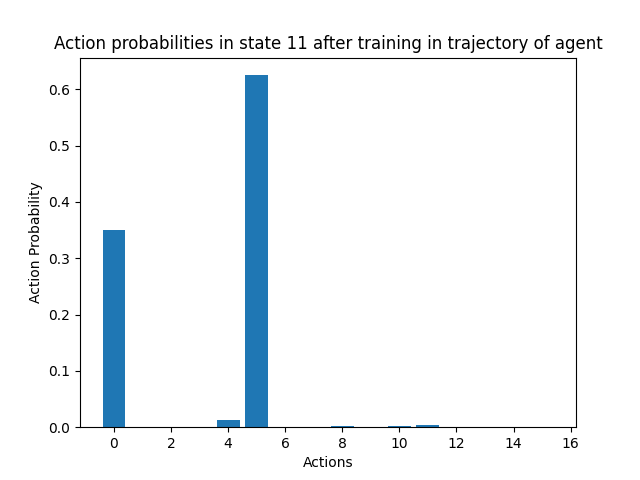 Action probabilities in state 11 after training in trajectory of agent
0.6
0.5
0.4
0.3
0.2
0.1
0.0
Action Probability
0 2 4 6 8 10 12 14 16
Actions